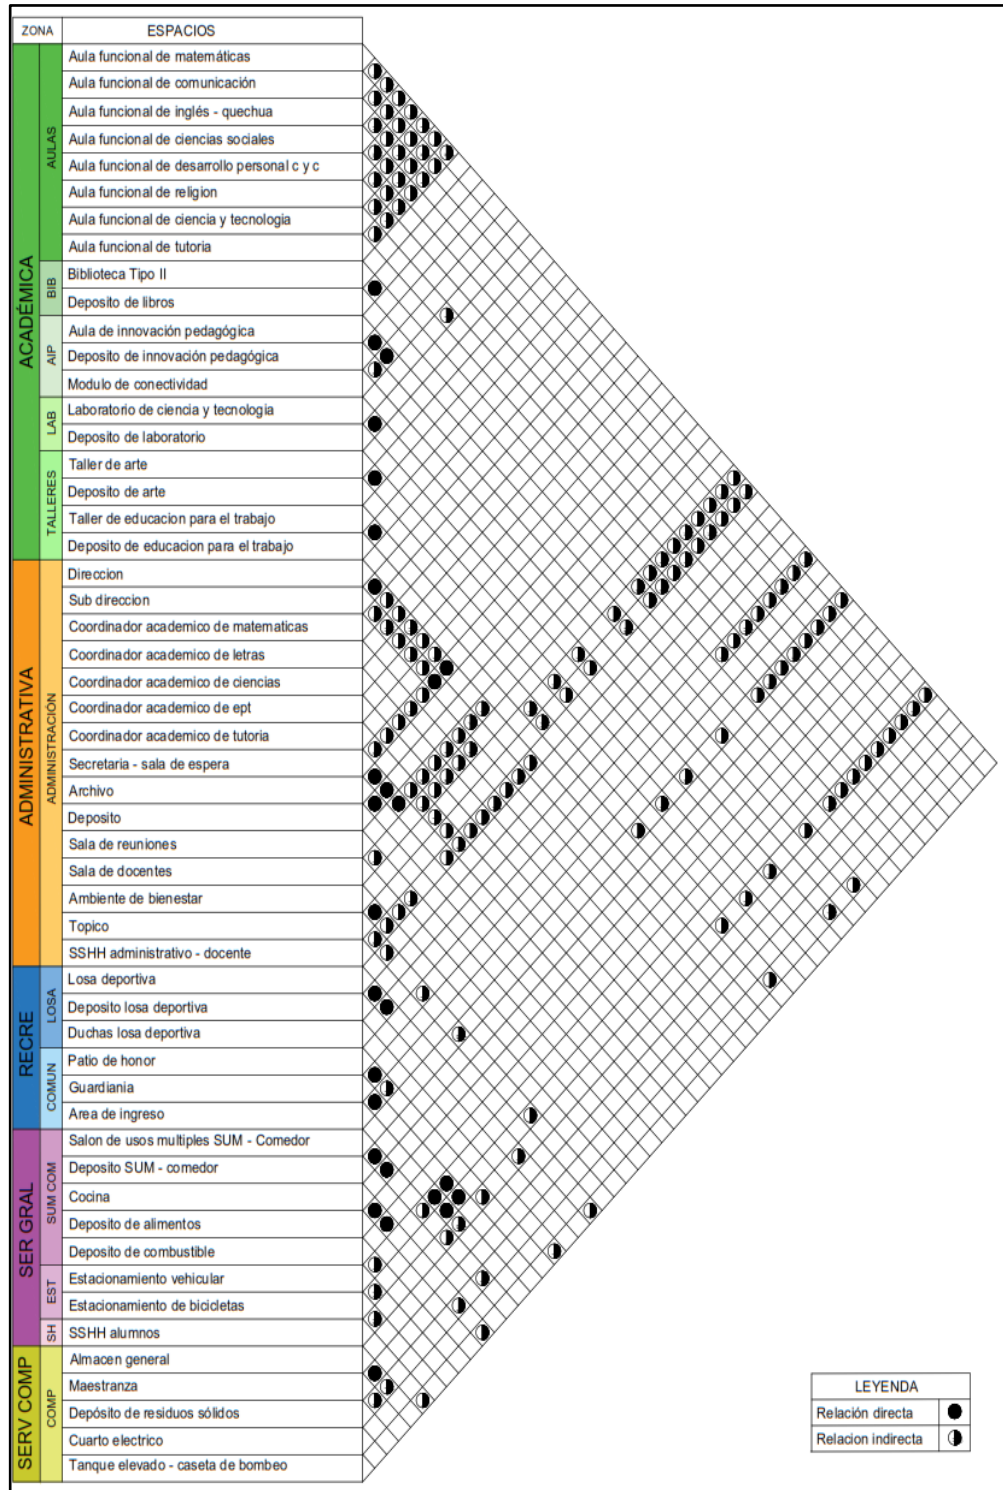 ZONA ESPACIOS
ACADÉMICA
AULAS
Aula funcional de matemáticas
Aula funcional de comunicación
Aula funcional de inglés - quechua
Aula funcional de ciencias sociales
Aula funcional de desarrollo personal c y c
Aula funcional de religion
Aula funcional de ciencia y tecnologia
Aula funcional de tutoria
BIB
Biblioteca Tipo II
Deposito de libros
AIP
Aula de innovación pedagógica
Deposito de innovación pedagógica
Modulo de conectividad
LAB
Laboratorio de ciencia y tecnologia
Deposito de laboratorio
TALLERES
Taller de arte
Deposito de arte
Taller de educacion para el trabajo
Deposito de educacion para el trabajo
ADMINISTRATIVA
ADMINISTRACIÓN
Direccion
Sub direccion
Coordinador academico de matematicas
Coordinador academico de letras
Coordinador academico de ciencias
Coordinador academico de ept
Coordinador academico de tutoria
Secretaria - sala de espera
Archivo
Deposito
Sala de reuniones
Sala de docentes
Ambiente de bienestar
Topico
SSHH administrativo - docente
RECRE
LOSA
Losa deportiva
Deposito losa deportiva
Duchas losa deportiva
COMUN
Patio de honor
Guardiania
Area de ingreso
SER GRAL
SUM COM
Salon de usos multiples SUM - Comedor
Deposito SUM - comedor
Cocina
Deposito de alimentos
Deposito de combustible
EST
Estacionamiento vehicular
Estacionamiento de bicicletas
SH
SSHH alumnos
SERV COMP
COMP
Almacen general
Maestranza
Depósito de residuos sólidos
Cuarto electrico
Tanque elevado - caseta de bombeo
LEYENDA
Relación directa
Relacion indirecta